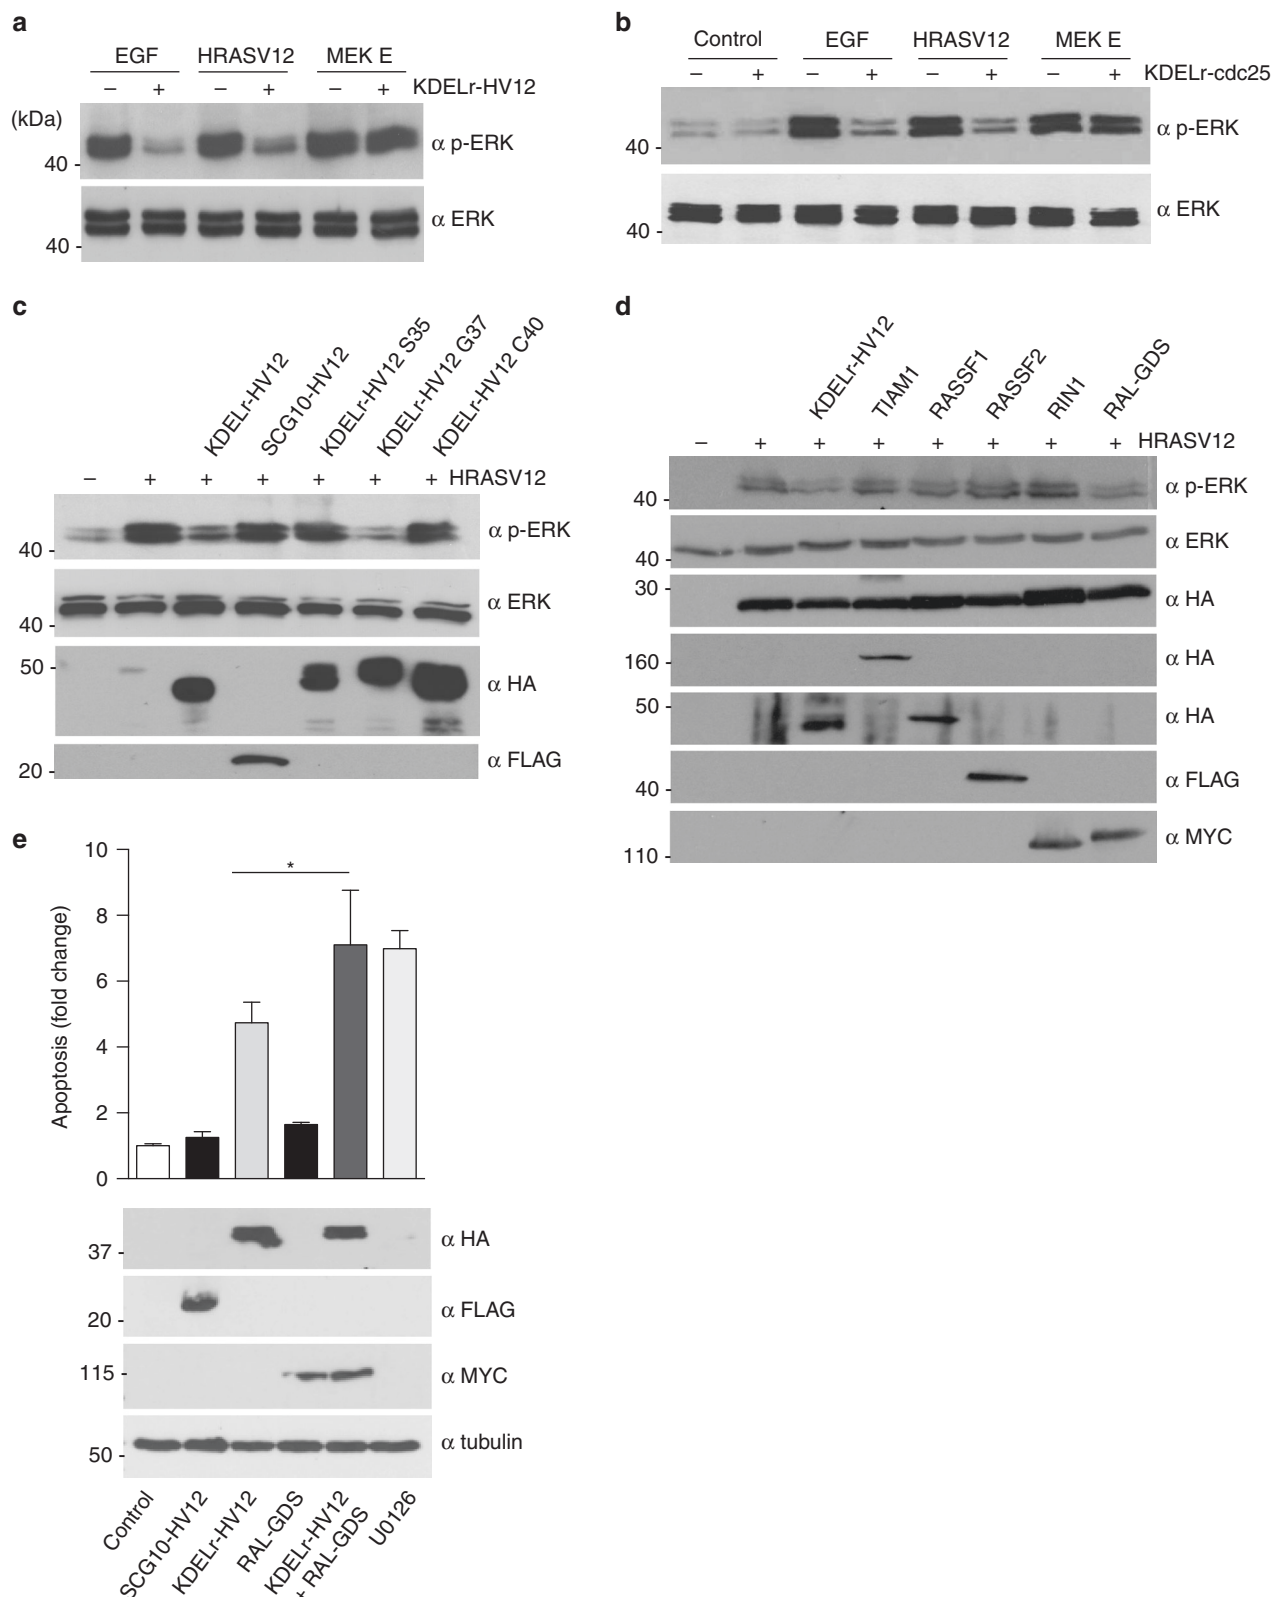 a
EGF HRASV12 MEK E
– + – + – + KDELr-HV12
(kDa)
α p-ERK
40 -
α ERK
40 -
b
Control EGF HRASV12 MEK E
– + – + – + – + KDELr-cdc25
α p-ERK
40 -
α ERK
40 -
c
KDELr-HV12
SCG10-HV12
KDELr-HV12 S35
KDELr-HV12 G37
KDELr-HV12 C40
– + + + + + + HRASV12
α p-ERK
40 -
α ERK
40 -
50 -
α HA
α FLAG
20 -
d
KDELr-HV12
TIAM1
RASSF1
RASSF2
RIN1
RAL-GDS
– + + + + + + + HRASV12
α p-ERK
40 -
α ERK
40 -
30 -
α HA
160 -
α HA
50 -
α HA
α FLAG
40 -
α MYC
110 -
e
Apoptosis (fold change)
10
8
6
4
2
0
*
α HA
37 -
α FLAG
20 -
115 -
α MYC
α tubulin
50 -
Control
SCG10-HV12
KDELr-HV12
RAL-GDS
KDELr-HV12
+ RAL-GDS
U0126